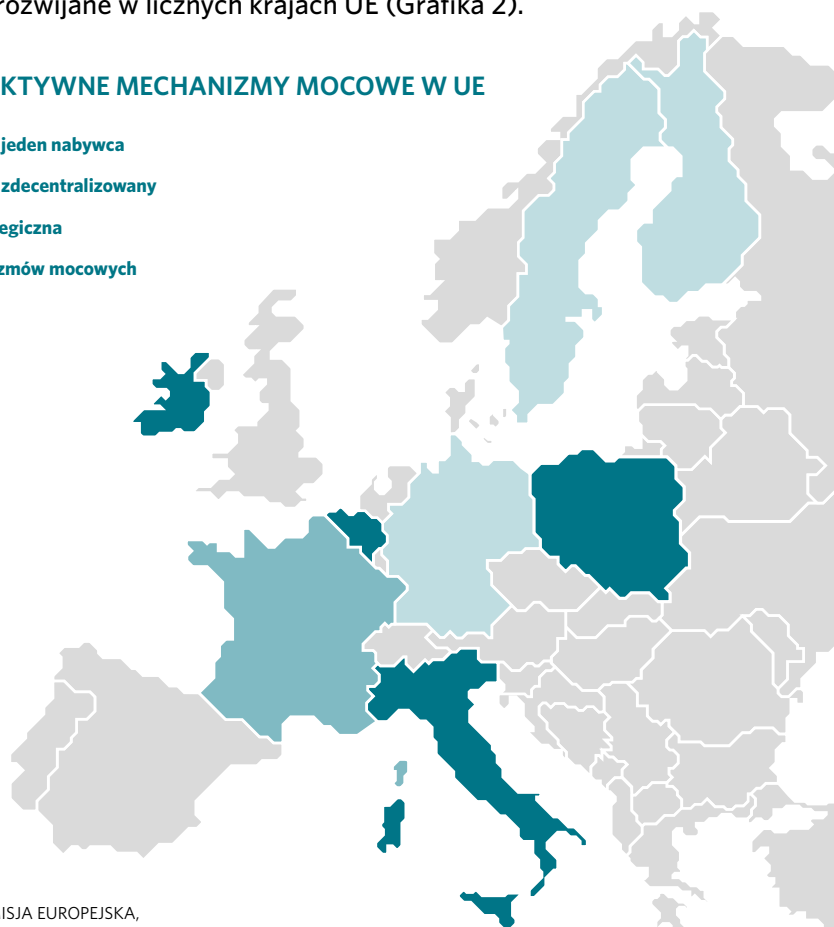 rozwijane w licznych krajach UE (Grafika 2).
KTYWNE MECHANIZMY MOCOWE W UE
jeden nabywca
zdecentralizowany
egiczna
zmów mocowych
ISJA EUROPEJSKA,